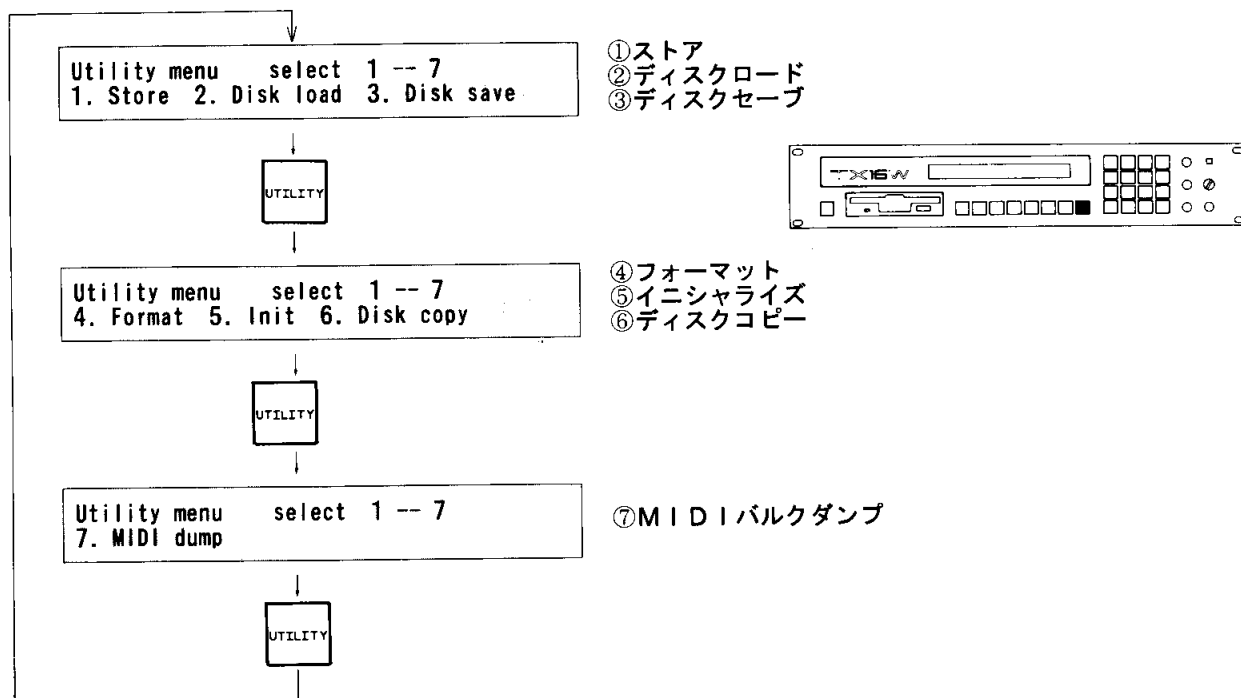 Utility menu select 1 -- 7
1. Store 2. Disk load 3. Disk save
①ストア
②ディスクロード
③ディスクセーブ
UTILITY
TX16W
Utility menu select 1 -- 7
4. Format 5. Init 6. Disk copy
④フォーマット
⑤イニシャライズ
⑥ディスクコピー
UTILITY
Utility menu select 1 -- 7
7. MIDI dump
⑦ＭＩＤＩバルクダンプ
UTILITY